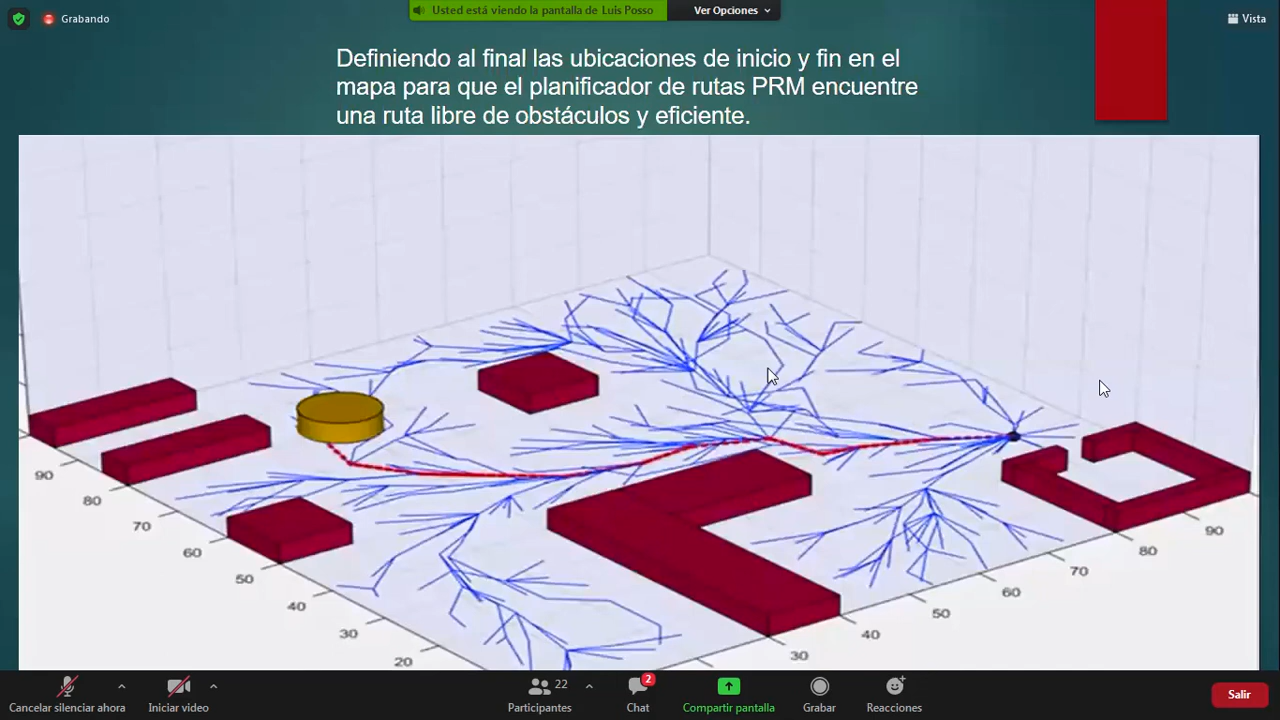 Grabando
Usted está viendo la pantalla de Luis Posso
Ver Opciones
Vista
Definiendo al final las ubicaciones de inicio y fin en el
mapa para que el planificador de rutas PRM encuentre
una ruta libre de obstáculos y eficiente.
90
80
70
60
50
40
30
20
30
40
50
60
70
80
90
Cancelar silenciar ahora
Iniciar video
22
Participantes
2
Chat
Compartir pantalla
Grabar
Reacciones
Salir